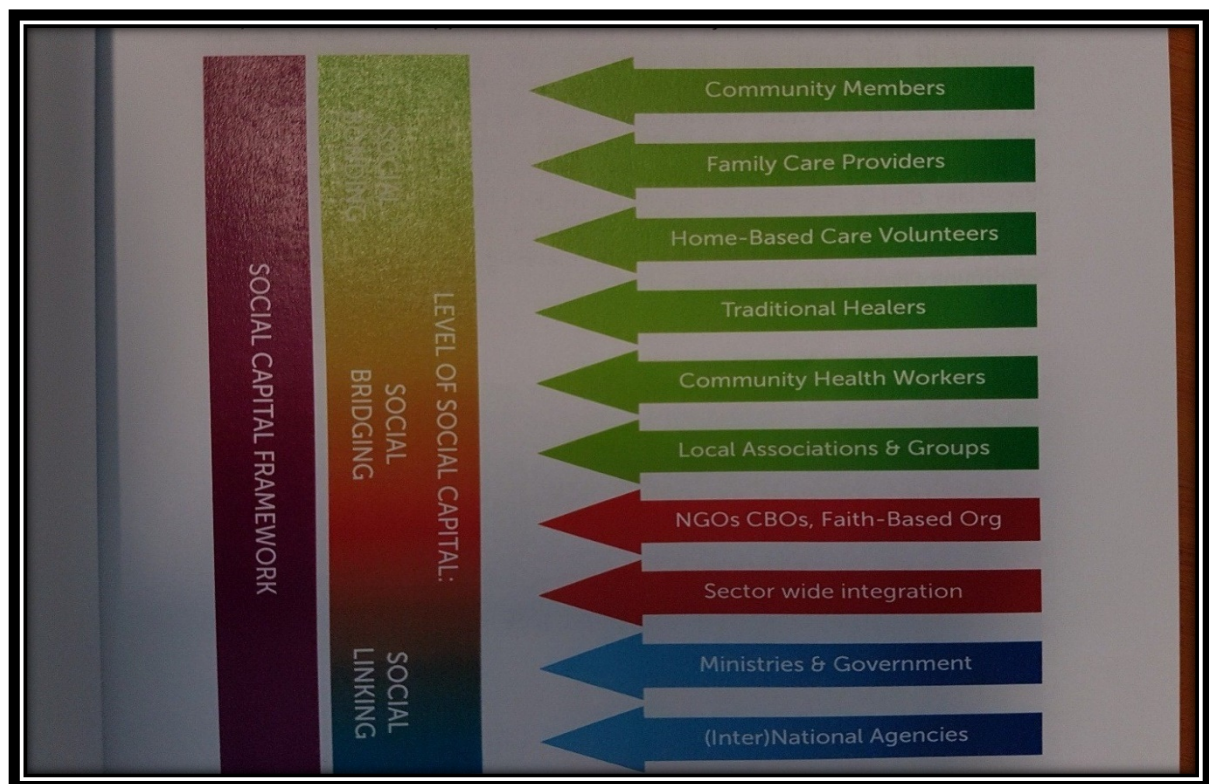 SOCIAL CAPITAL FRAMEWORK
LEVEL OF SOCIAL CAPITAL:
SOCIAL
BONDING
SOCIAL
BRIDGING
SOCIAL
LINKING
Community Members
Family Care Providers
Home-Based Care Volunteers
Traditional Healers
Community Health Workers
Local Associations & Groups
NGOs CBOs, Faith-Based Org
Sector wide integration
Ministries & Government
(Inter)National Agencies